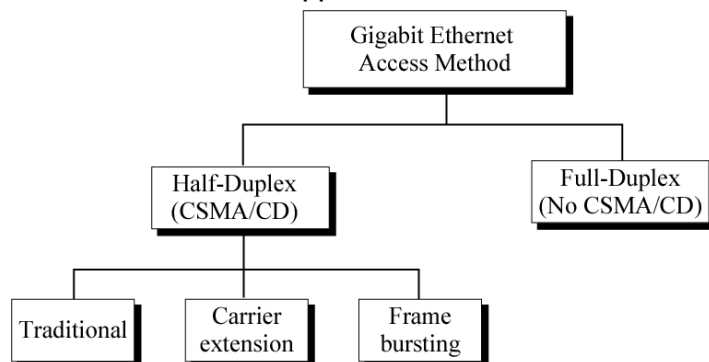 Gigabit Ethernet
Access Method
Half-Duplex
(CSMA/CD)
Full-Duplex
(No CSMA/CD)
Traditional
Carrier
extension
Frame
bursting